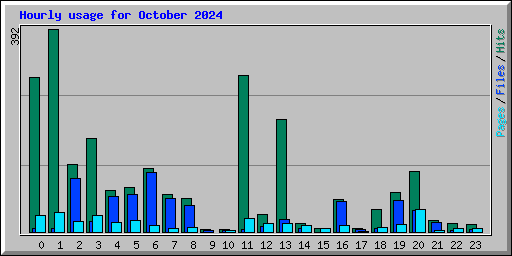 Hourly usage for October 2024
392
Pages / Files / Hits
0 1 2 3 4 5 6 7 8 9 10 11 12 13 14 15 16 17 18 19 20 21 22 23